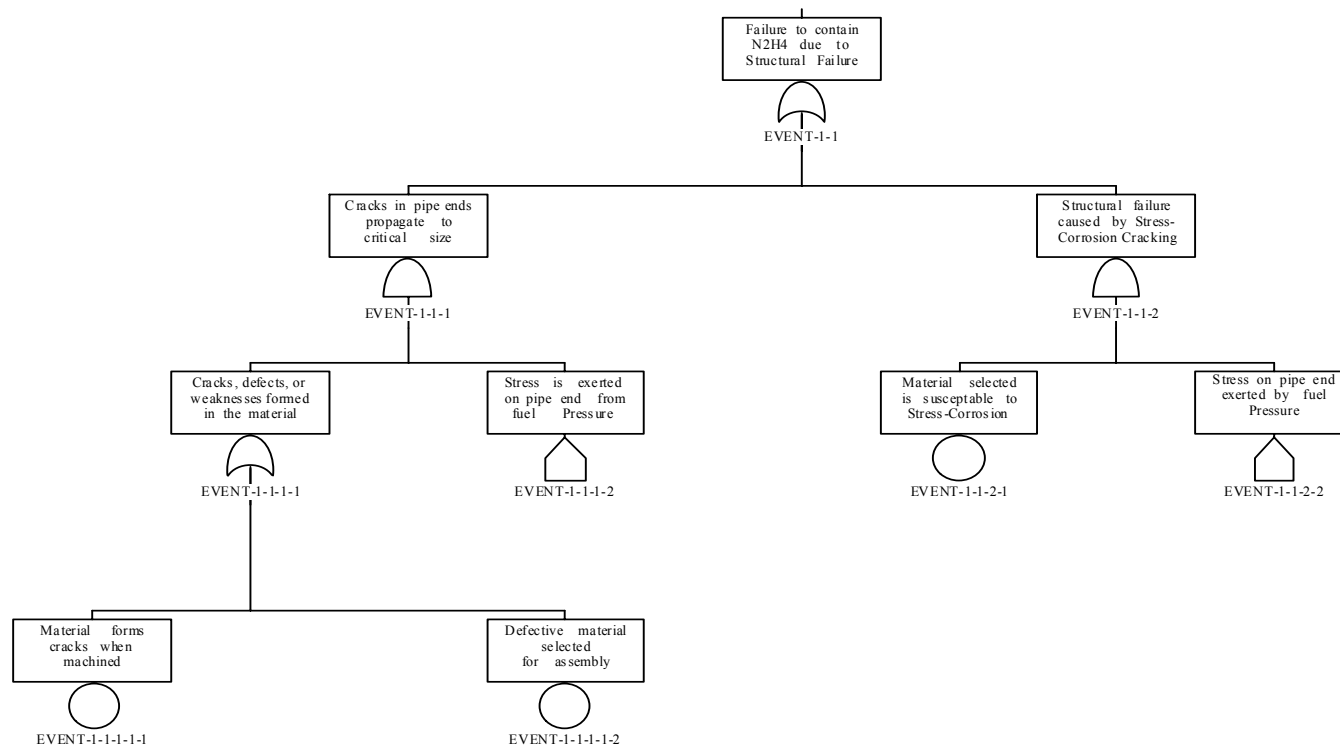 Failure to contain
N2H4 due to
Structural Failure
EVENT-1-1
Cracks in pipe ends
propagate to
critical size
EVENT-1-1-1
Structural failure
caused by Stress-
Corrosion Cracking
EVENT-1-1-2
Cracks, defects, or
weaknesses formed
in the material
EVENT-1-1-1-1
Stress is exerted
on pipe end from
fuel Pressure
EVENT-1-1-1-2
Material selected
is susceptable to
Stress-Corrosion
EVENT-1-1-2-1
Stress on pipe end
exerted by fuel
Pressure
EVENT-1-1-2-2
Material forms
cracks when
machined
EVENT-1-1-1-1-1
Defective material
selected
for assembly
EVENT-1-1-1-1-2